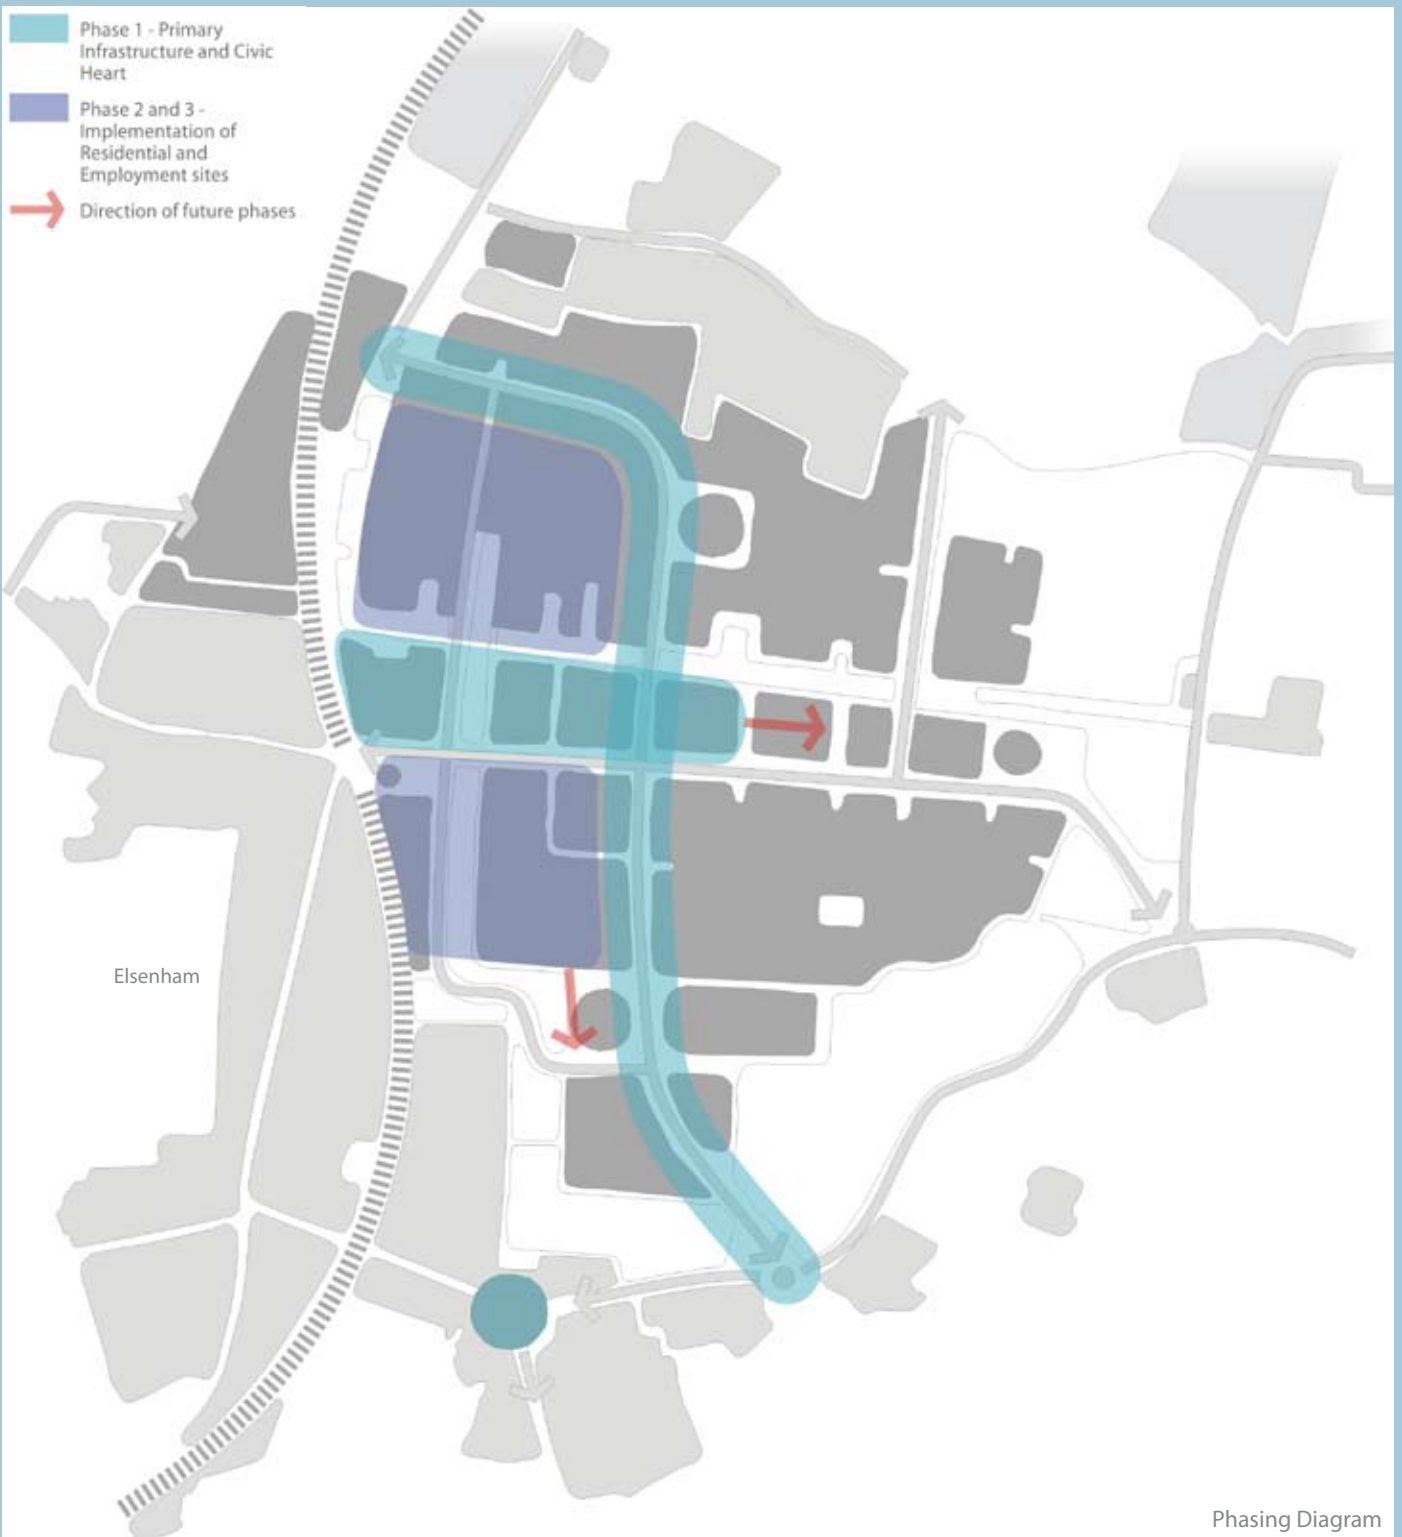 Phase 1 - Primary
Infrastructure and Civic
Heart
Phase 2 and 3 -
Implementation of
Residential and
Employment sites
Direction of future phases
Elsenham
Phasing Diagram